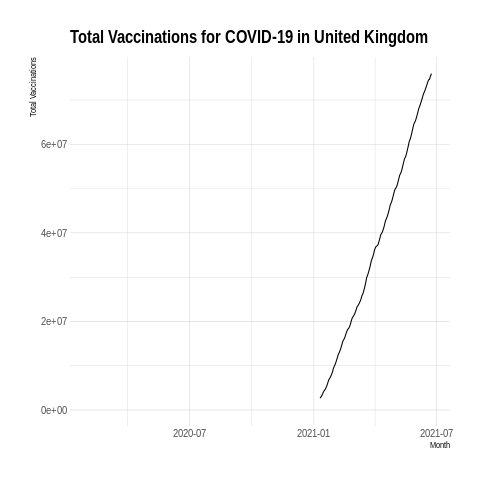 Total Vaccinations for COVID-19 in United Kingdom
Total Vaccinations
6e+07
4e+07
2e+07
0e+00
2020-07 2021-01 2021-07
Month